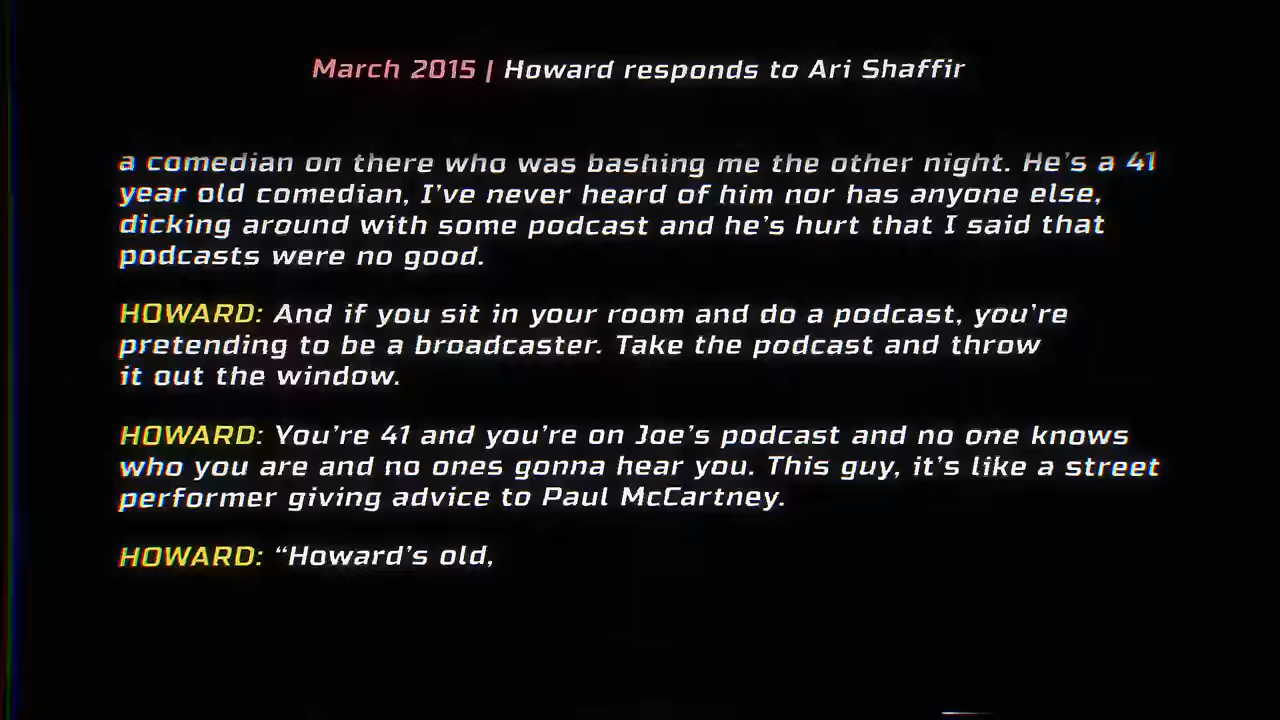 March 2015 | Howard responds to Ari Shaffir
a comedian on there who was bashing me the other night. He's a 41
year old comedian, I've never heard of him nor has anyone else,
dicking around with some podcast and he's hurt that I said that
podcasts were no good.
HOWARD: And if you sit in your room and do a podcast, you're
pretending to be a broadcaster. Take the podcast and throw
it out the window.
HOWARD: You're 41 and you're on Joe's podcast and no one knows
who you are and no ones gonna hear you. This guy, it's like a street
performer giving advice to Paul McCartney.
HOWARD: “Howard's old,